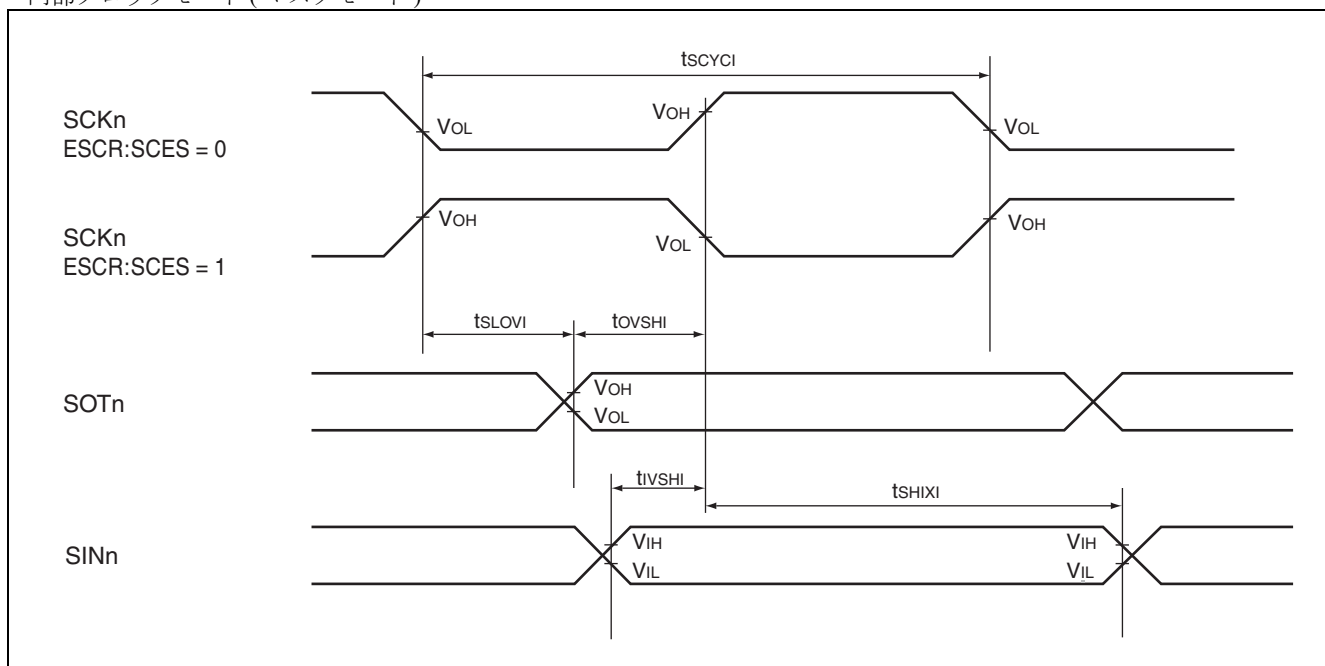 tSCYCI
SCKn
ESCR:SCES = 0
VOL
VOH
VOL
SCKn
ESCR:SCES = 1
VOH
VOL
VOH
tSLOVI
tOVSHI
SOTn
VOH
VOL
tIVSHI
tSHIXI
SINn
VIH
VIL
VIH
VIL